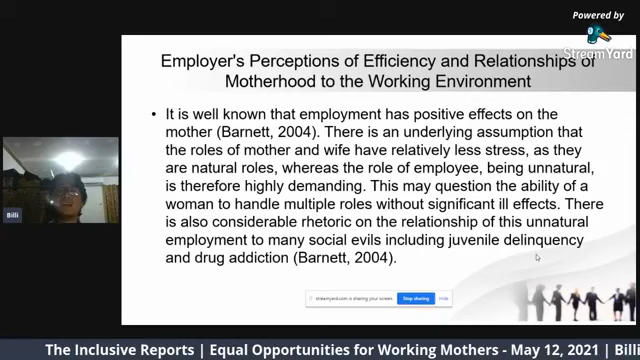 Powered by
StreamYard
Employer's Perceptions of Efficiency and Relationships of
Motherhood to the Working Environment
• It is well known that employment has positive effects on the
mother (Barnett, 2004). There is an underlying assumption that
the roles of mother and wife have relatively less stress, as they
are natural roles, whereas the role of employee, being unnatural,
is therefore highly demanding. This may question the ability of a
woman to handle multiple roles without significant ill effects. There
is also considerable rhetoric on the relationship of this unnatural
employment to many social evils including juvenile delinquency
and drug addiction (Barnett, 2004).
Billi
streamyard.com is sharing your screen. Stop sharing Hide
The Inclusive Reports | Equal Opportunities for Working Mothers - May 12, 2021 | Billi